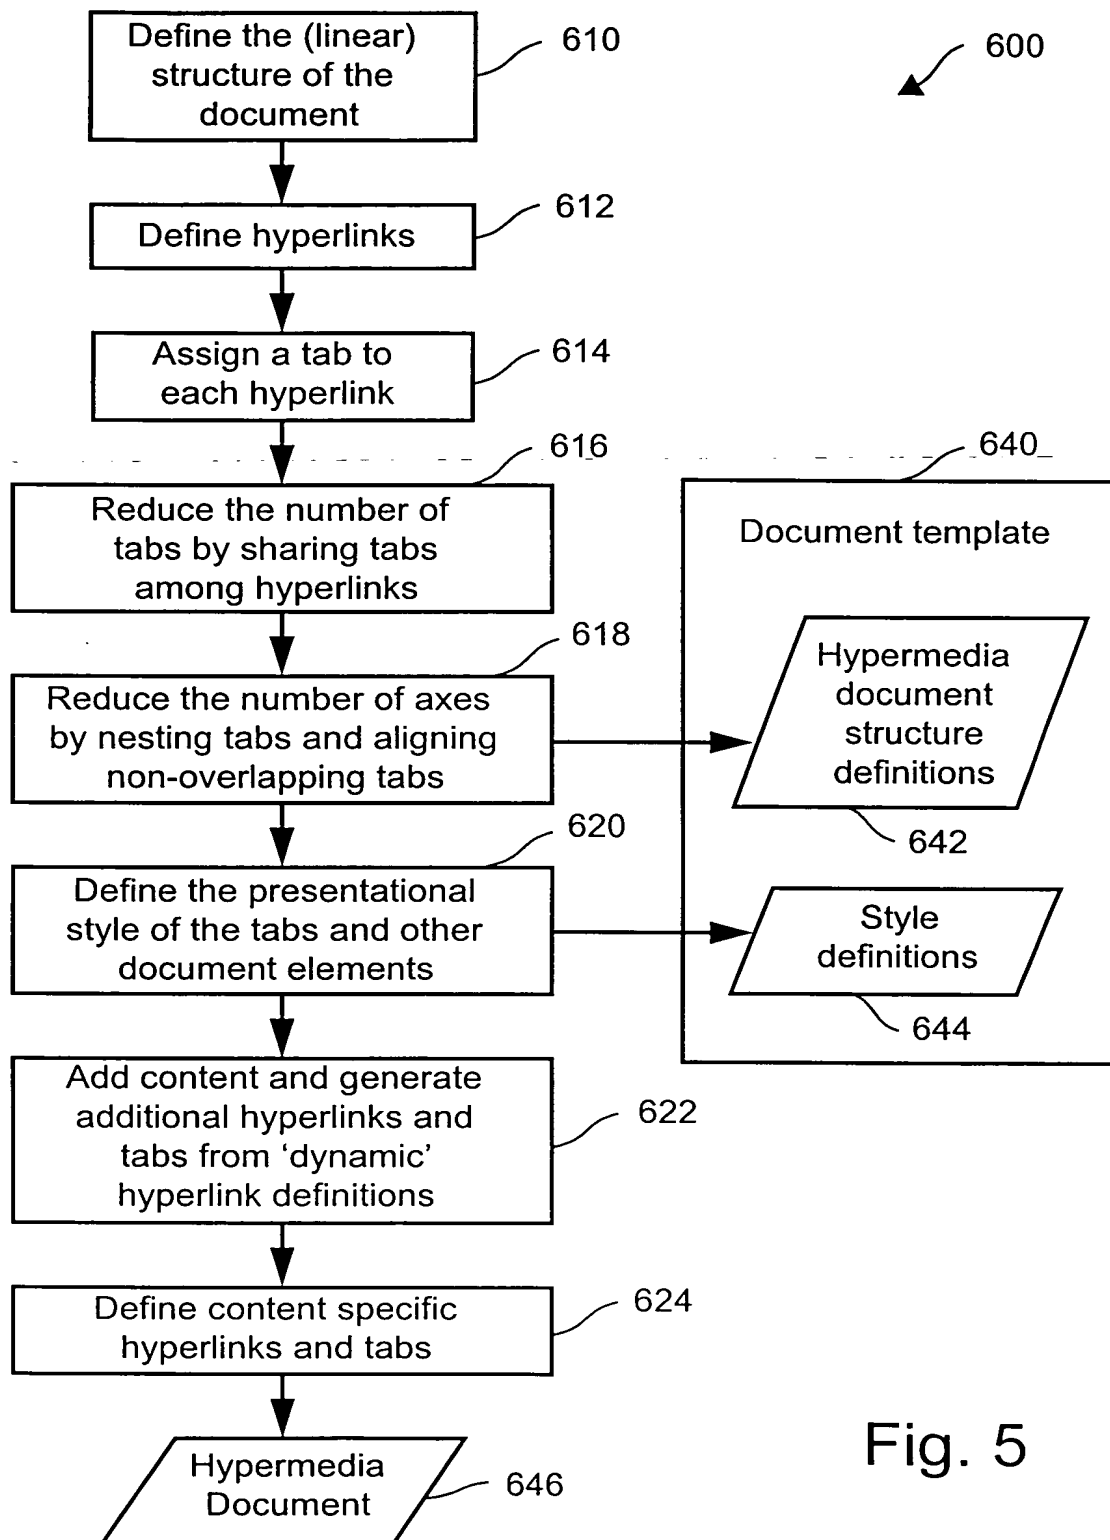 Define the (linear)
structure of the
document
610
600
Define hyperlinks
612
Assign a tab to
each hyperlink
614
Reduce the number of
tabs by sharing tabs
among hyperlinks
616
Reduce the number of axes
by nesting tabs and aligning
non-overlapping tabs
618
Define the presentational
style of the tabs and other
document elements
620
Add content and generate
additional hyperlinks and
tabs from ‘dynamic’
hyperlink definitions
622
Define content specific
hyperlinks and tabs
624
Hypermedia
Document
646
640
Document template
Hypermedia
document
structure
definitions
642
Style
definitions
644
Fig. 5